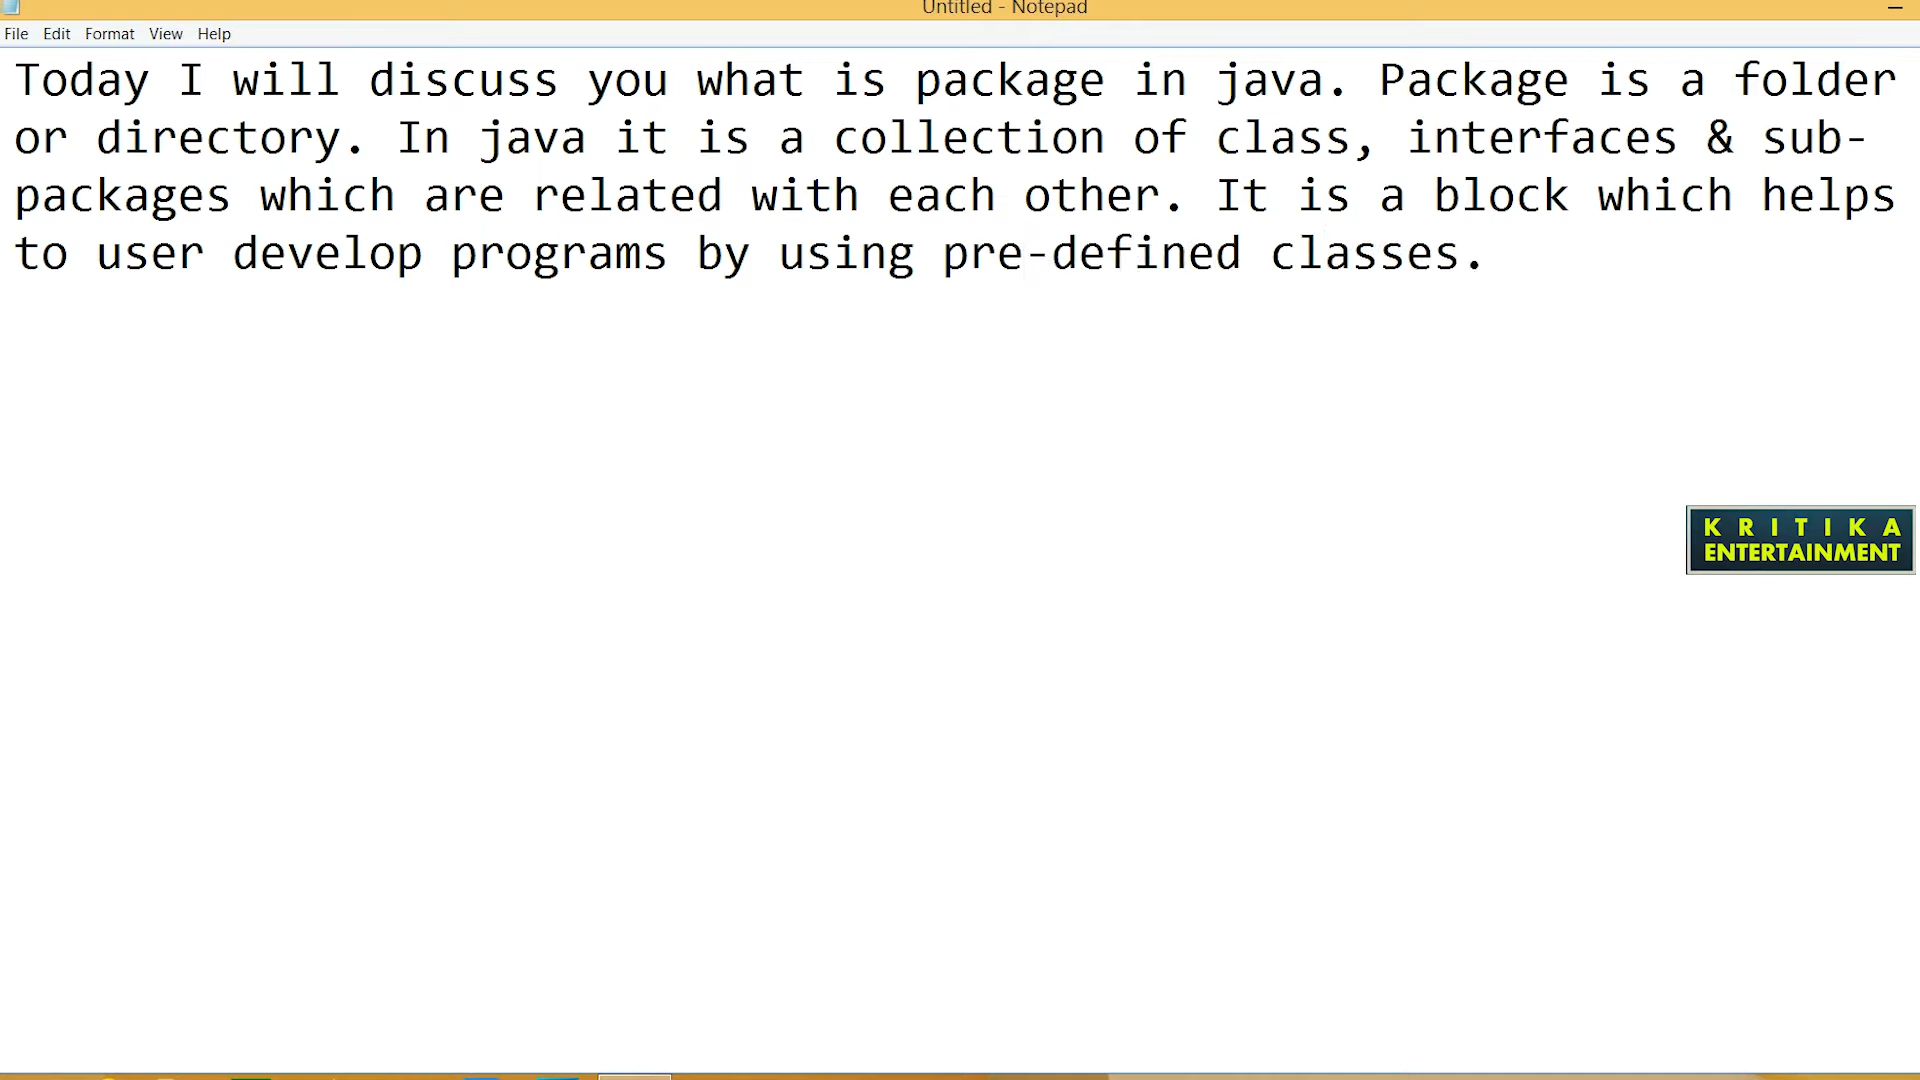 Untitled - Notepad
File Edit Format View Help
Today I will discuss you what is package in java. Package is a folder
or directory. In java it is a collection of class, interfaces & sub-
packages which are related with each other. It is a block which helps
to user develop programs by using pre-defined classes.
KRITIKA
ENTERTAINMENT